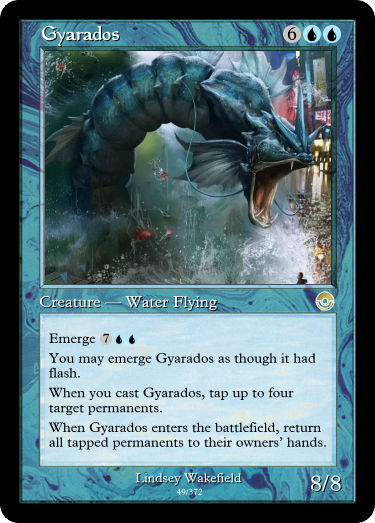 Gyarados 6
Creature — Water Flying
Emerge 7
You may emerge Gyarados as though it had
flash.
When you cast Gyarados, tap up to four
target permanents.
When Gyarados enters the battlefield, return
all tapped permanents to their owners' hands.
Lindsey Wakefield
49/372
8/8